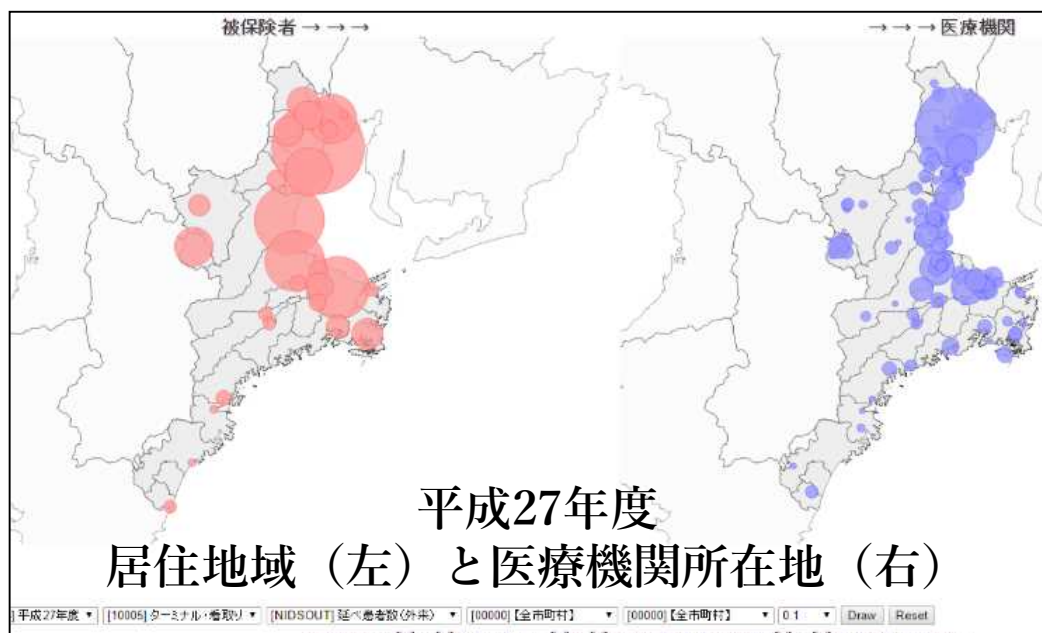 被保険者→→→
→→→医療機関
平成27年度
居住地域（左）と医療機関所在地（右）
平成27年度 ▼ [10005] ターミナル・看取り ▼ [NIDSOUT] 延べ患者数(外来) ▼ [00000]【全市町村】 ▼ [00000]【全市町村】 ▼ 0.1 ▼ Draw Reset